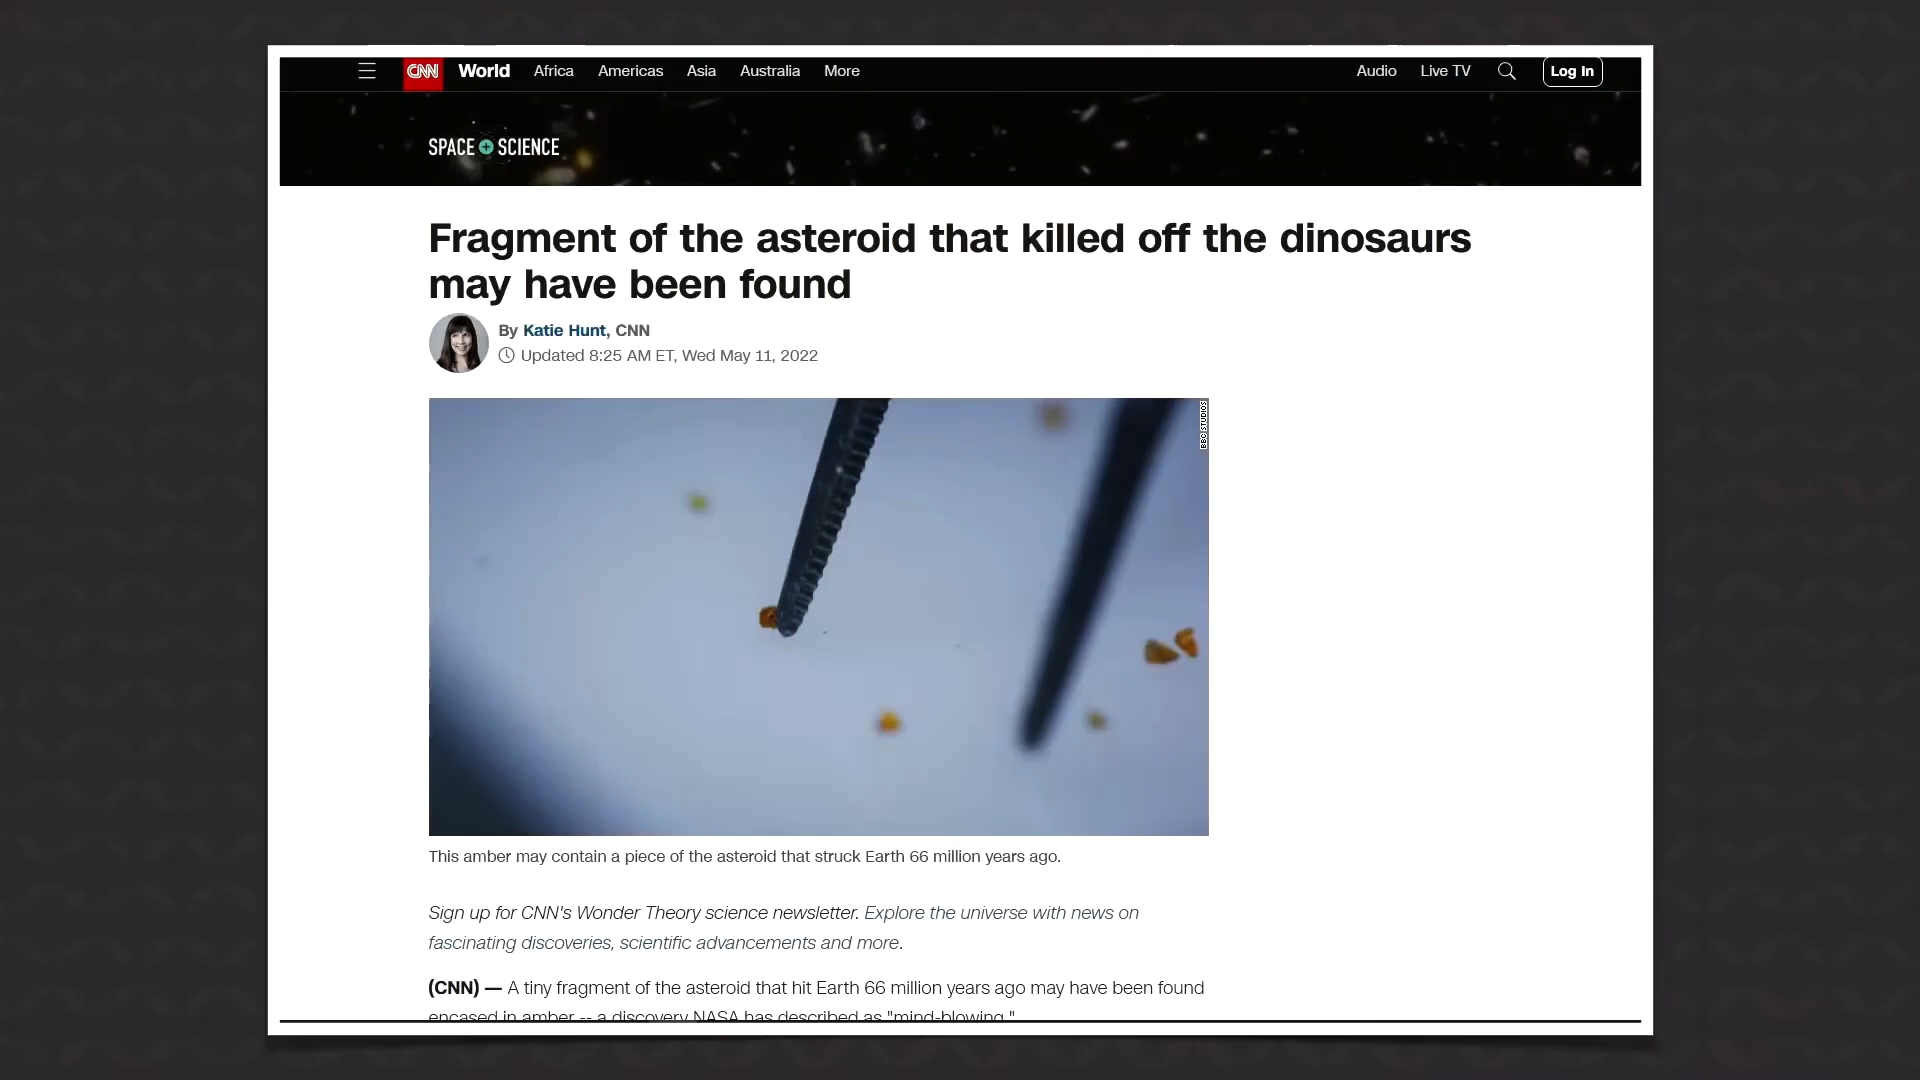 CNN World Africa Americas Asia Australia More Audio Live TV Log In
SPACE + SCIENCE
Fragment of the asteroid that killed off the dinosaurs
may have been found
By Katie Hunt, CNN
Updated 8:25 AM ET, Wed May 11, 2022
BBC STUDIOS
This amber may contain a piece of the asteroid that struck Earth 66 million years ago.
Sign up for CNN's Wonder Theory science newsletter. Explore the universe with news on
fascinating discoveries, scientific advancements and more.
(CNN) — A tiny fragment of the asteroid that hit Earth 66 million years ago may have been found
encased in amber -- a discovery NASA has described as "mind-blowing."